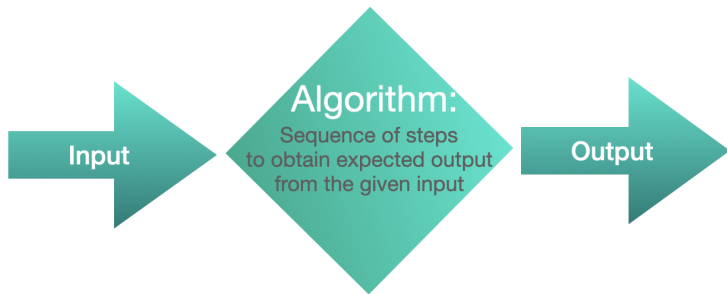 Input
Algorithm:
Sequence of steps
to obtain expected output
from the given input
Output